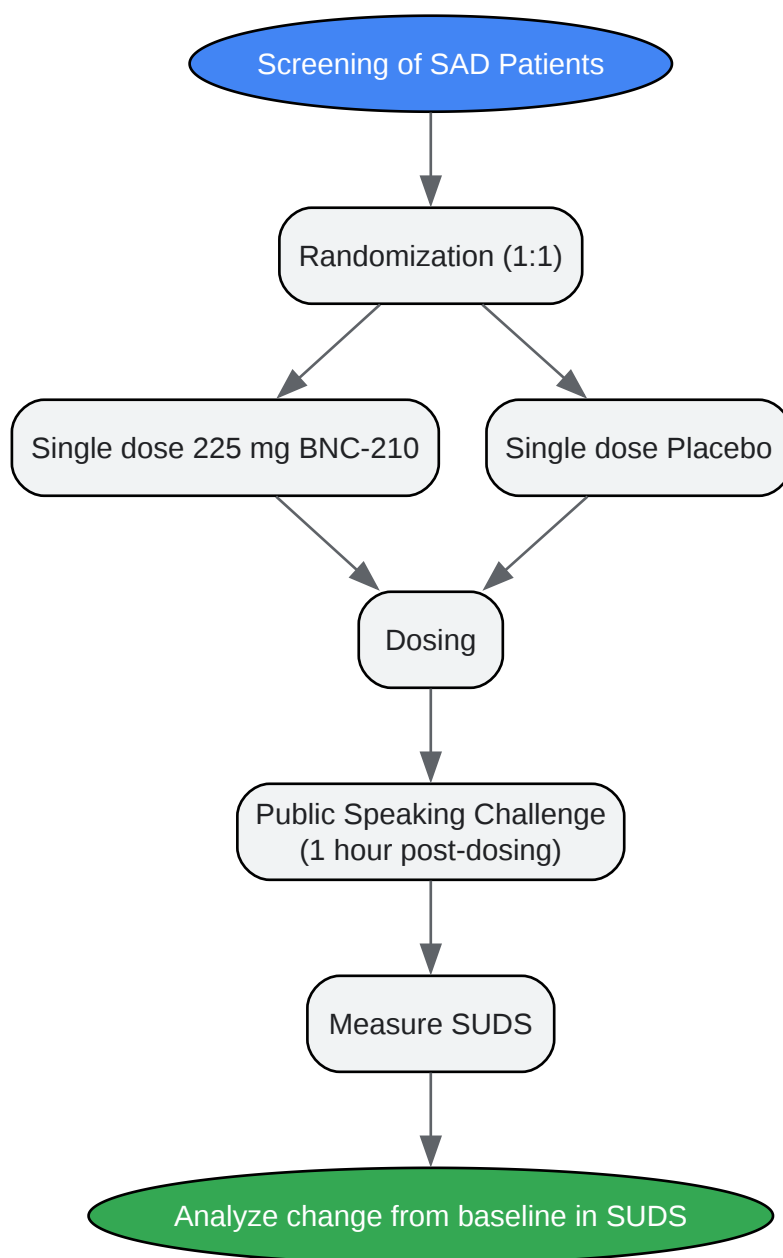 Screening of SAD Patients
Randomization (1:1)
Single dose 225 mg BNC-210
Single dose Placebo
Dosing
Public Speaking Challenge
(1 hour post-dosing)
Measure SUDS
Analyze change from baseline in SUDS